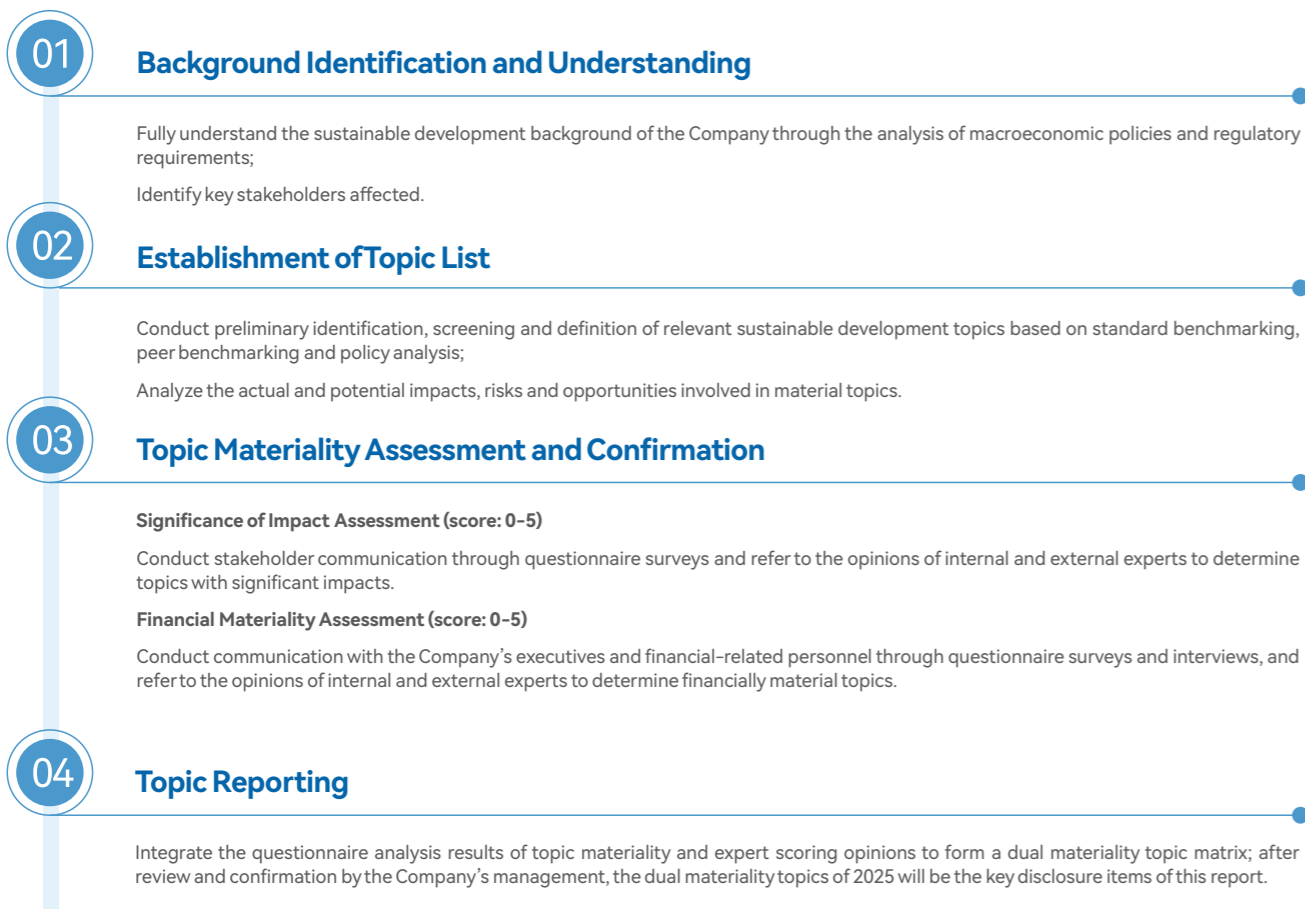 01
Background Identification and Understanding
Fully understand the sustainable development background of the Company through the analysis of macroeconomic policies and regulatory
requirements;
Identify key stakeholders affected.
02
Establishment of Topic List
Conduct preliminary identification, screening and definition of relevant sustainable development topics based on standard benchmarking,
peer benchmarking and policy analysis;
Analyze the actual and potential impacts, risks and opportunities involved in material topics.
03
Topic Materiality Assessment and Confirmation
Significance of Impact Assessment (score: 0-5)
Conduct stakeholder communication through questionnaire surveys and refer to the opinions of internal and external experts to determine
topics with significant impacts.
Financial Materiality Assessment (score: 0-5)
Conduct communication with the Company's executives and financial-related personnel through questionnaire surveys and interviews, and
refer to the opinions of internal and external experts to determine financially material topics.
04
Topic Reporting
Integrate the questionnaire analysis results of topic materiality and expert scoring opinions to form a dual materiality topic matrix; after
review and confirmation by the Company's management, the dual materiality topics of 2025 will be the key disclosure items of this report.